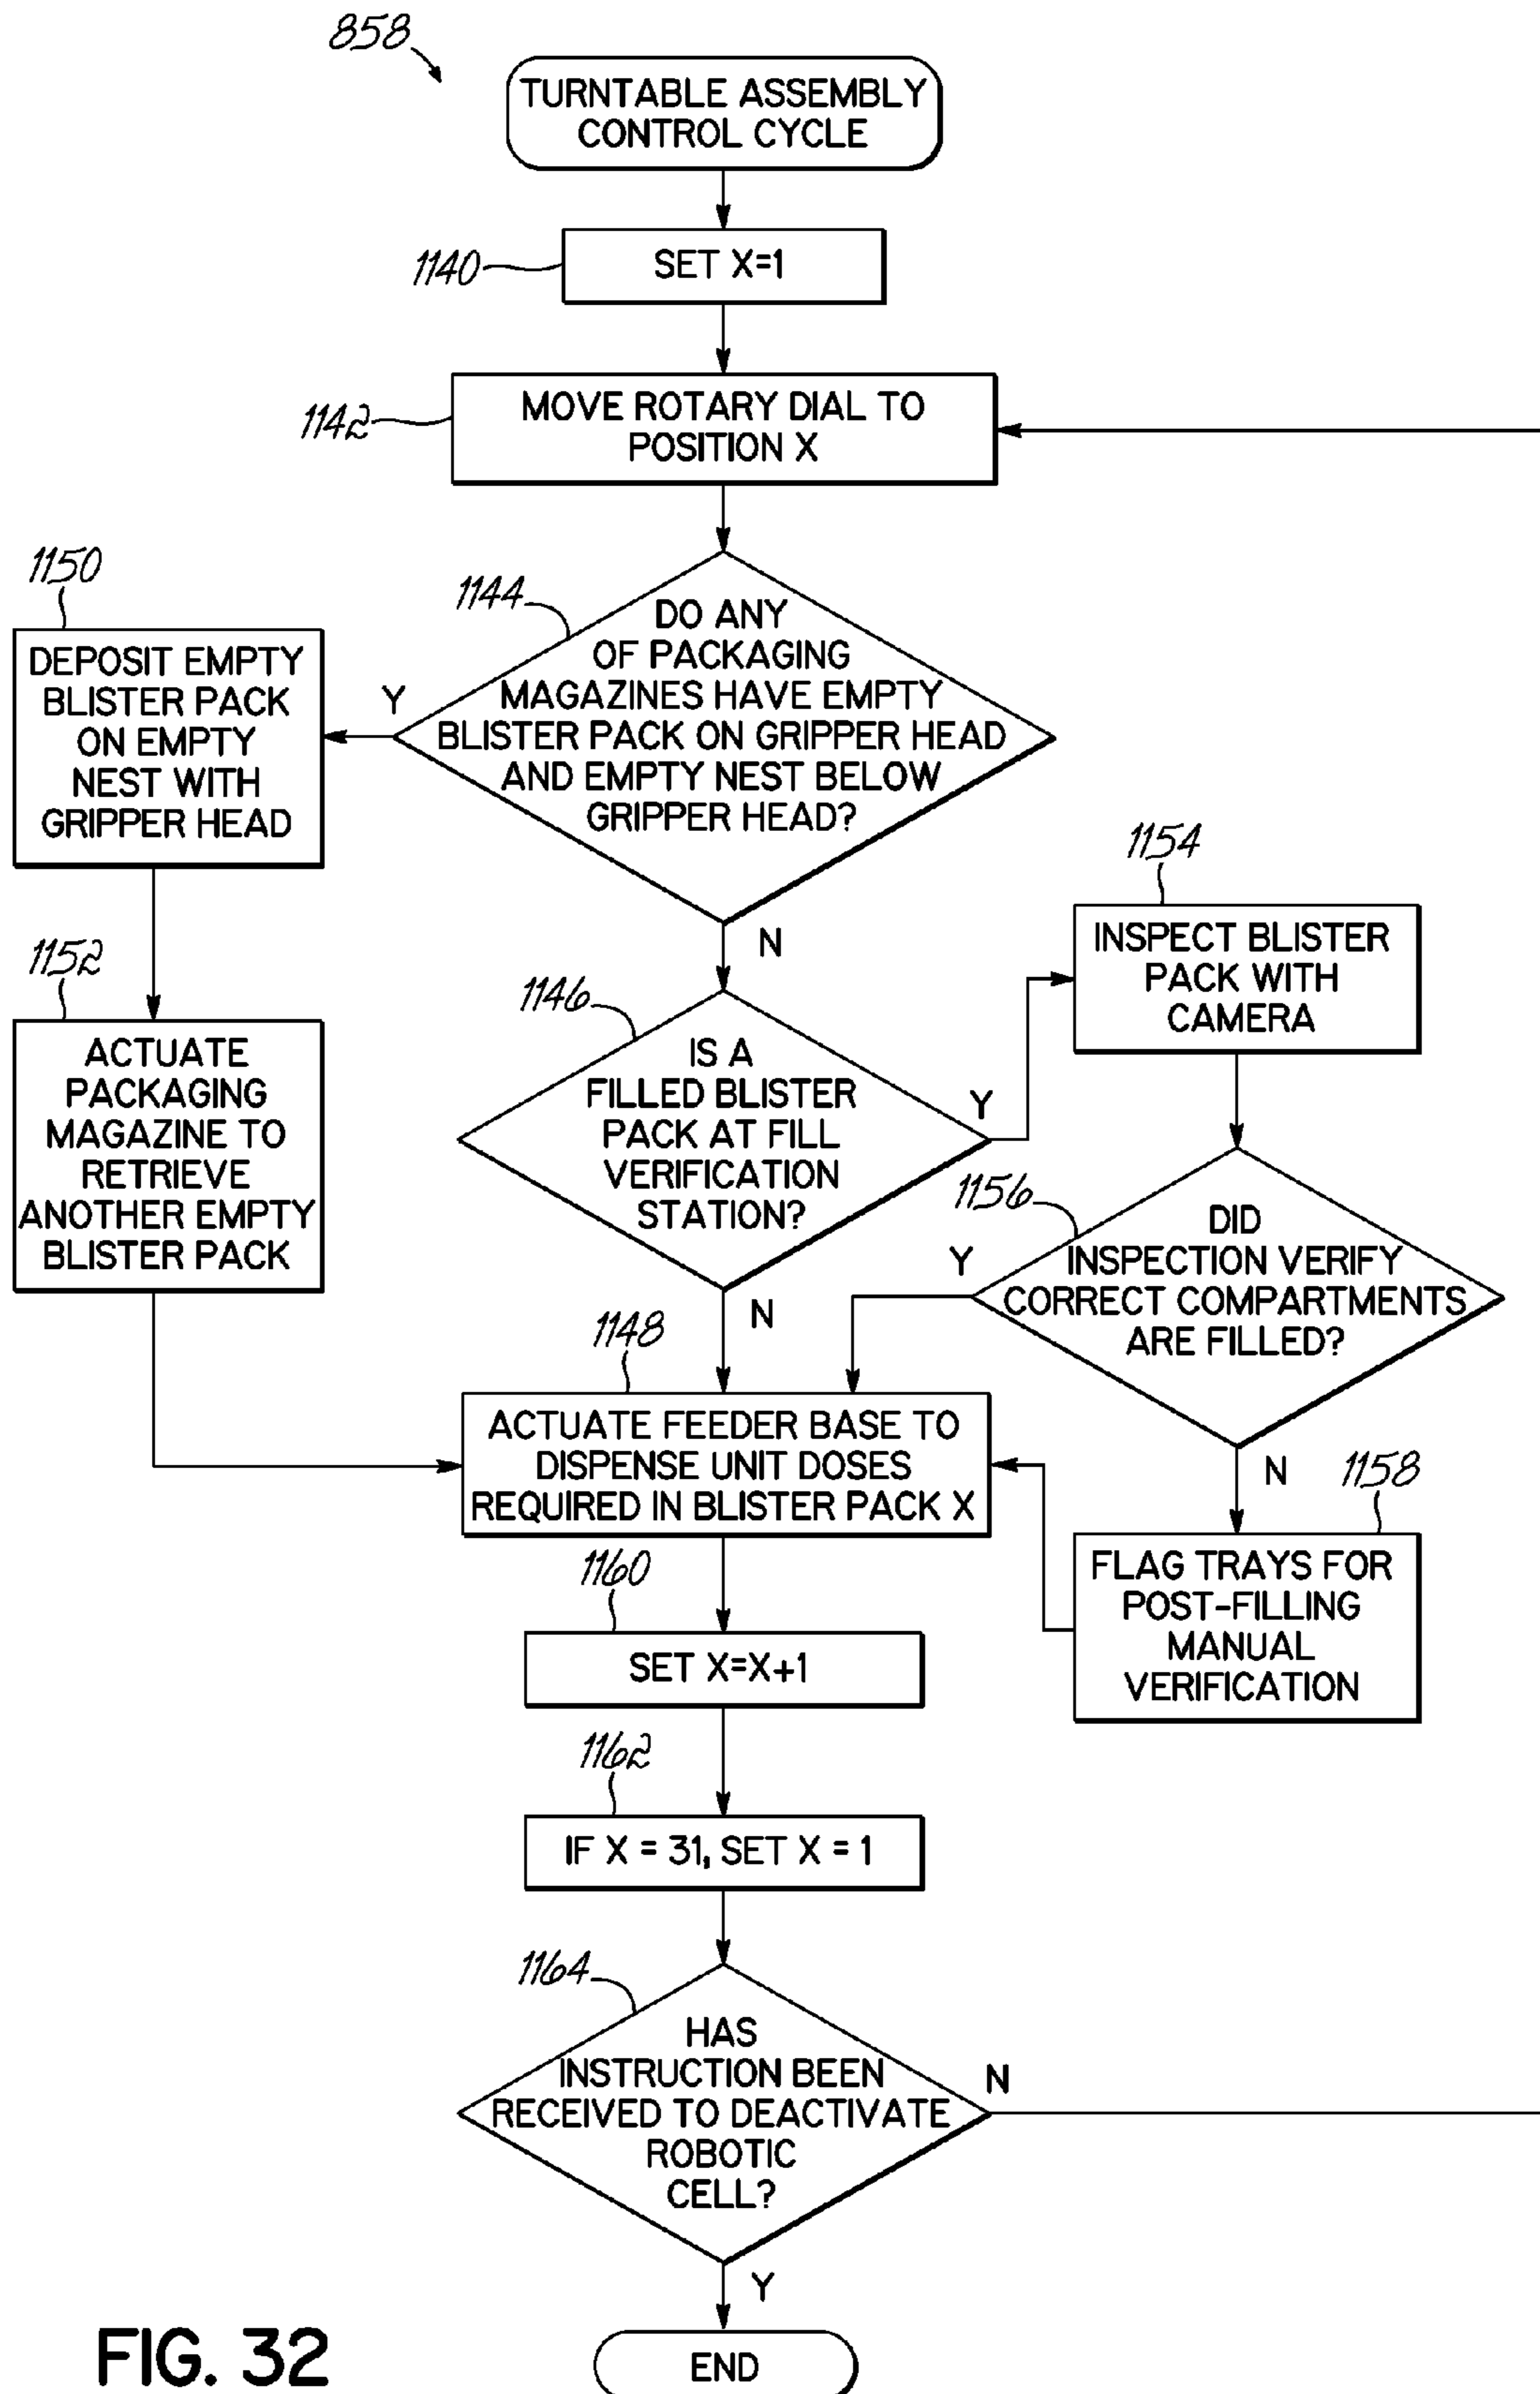 858
TURNTABLE ASSEMBLY
CONTROL CYCLE
1140
SET X=1
1142
MOVE ROTARY DIAL TO
POSITION X
1144
DO ANY
OF PACKAGING
MAGAZINES HAVE EMPTY
BLISTER PACK ON GRIPPER HEAD
AND EMPTY NEST BELOW
GRIPPER HEAD?
Y
N
1150
DEPOSIT EMPTY
BLISTER PACK
ON EMPTY
NEST WITH
GRIPPER HEAD
1152
ACTUATE
PACKAGING
MAGAZINE TO
RETRIEVE
ANOTHER EMPTY
BLISTER PACK
1146
IS A
FILLED BLISTER
PACK AT FILL
VERIFICATION
STATION?
Y
N
1154
INSPECT BLISTER
PACK WITH
CAMERA
1156
DID
INSPECTION VERIFY
CORRECT COMPARTMENTS
ARE FILLED?
Y
N
1158
FLAG TRAYS FOR
POST-FILLING
MANUAL
VERIFICATION
1148
ACTUATE FEEDER BASE TO
DISPENSE UNIT DOSES
REQUIRED IN BLISTER PACK X
1160
SET X=X+1
1162
IF X = 31, SET X = 1
1164
HAS
INSTRUCTION BEEN
RECEIVED TO DEACTIVATE
ROBOTIC
CELL?
N
Y
END
FIG. 32